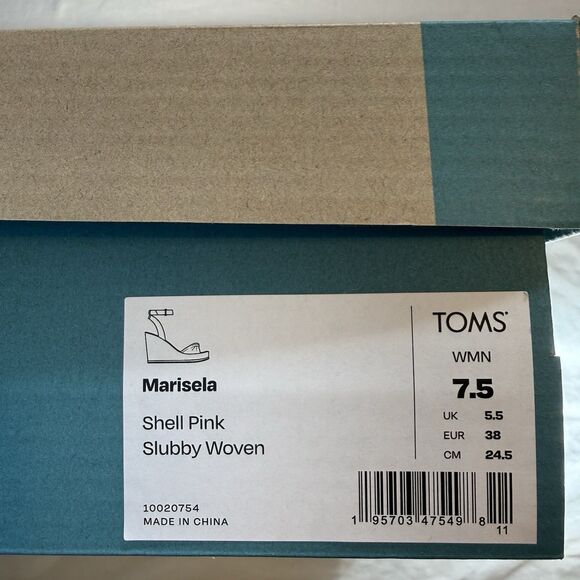 TOMS
WMN
7.5
UK 5.5
EUR 38
CM 24.5
Marisela
Shell Pink
Slubby Woven
10020754
MADE IN CHINA
1 95703 47549 8
11